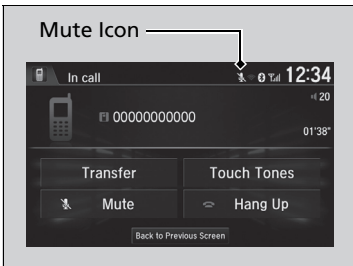 Mute Icon
In call
12:34
20
00000000000
01'38"
Transfer
Touch Tones
Mute
Hang Up
Back to Previous Screen